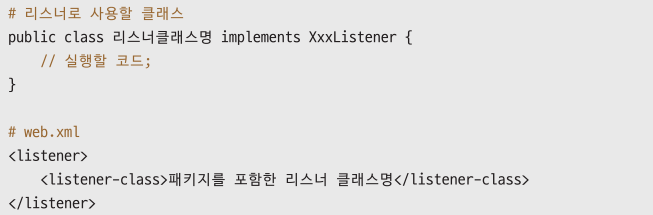 # 리스너로 사용할 클래스
public class 리스너클래스명 implements XxxListener {
    // 실행할 코드;
}

# web.xml
<listener>
    <listener-class>패키지를 포함한 리스너 클래스명</listener-class>
</listener>